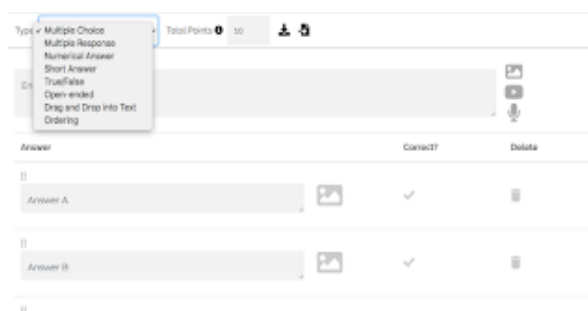 Type ✓ Multiple Choice Total Points 10
Multiple Response
Numerical Answer
Short Answer
True/False
En
Open-ended
Drag and Drop into Text
Ordering
Answer Correct? Delete
Answer A
Answer B